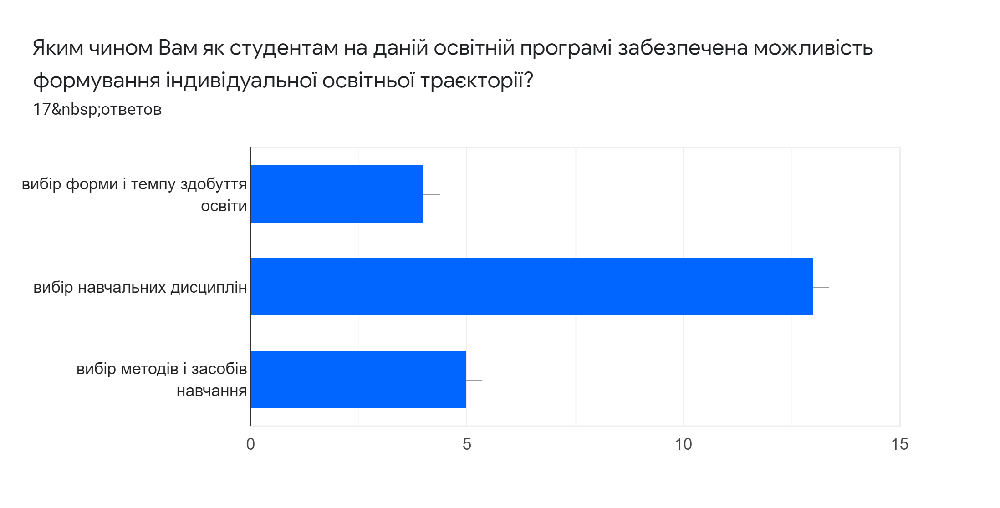 Яким чином Вам як студентам на даній освітній програмі забезпечена можливість
формування індивідуальної освітньої траєкторії?
17&nbsp;ответов
вибір форми і темпу здобуття
освіти
вибір навчальних дисциплін
вибір методів і засобів
навчання
0 5 10 15